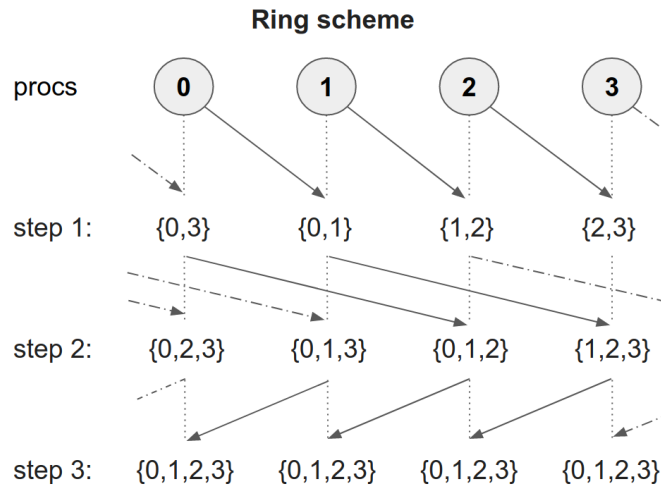 Ring scheme
procs 0 1 2 3
step 1: {0,3} {0,1} {1,2} {2,3}
step 2: {0,2,3} {0,1,3} {0,1,2} {1,2,3}
step 3: {0,1,2,3} {0,1,2,3} {0,1,2,3} {0,1,2,3}